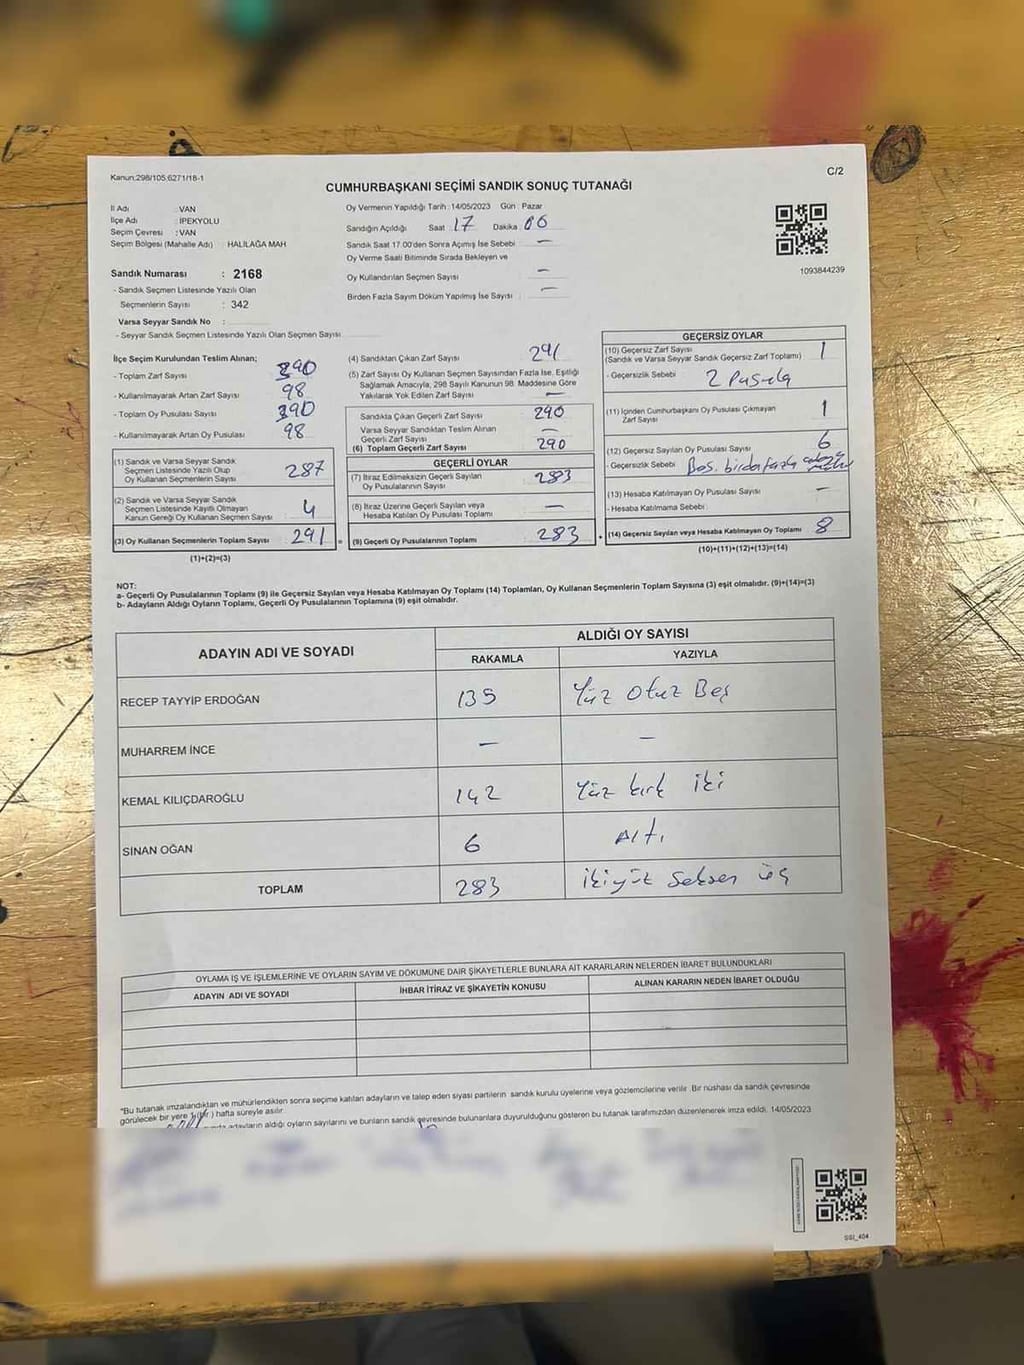 Kanun:298/105.6271/18-1
C/2
CUMHURBAŞKANI SEÇİMİ SANDIK SONUÇ TUTANAĞI
İl Adı : VAN
İlçe Adı : İPEKYOLU
Seçim Çevresi : VAN
Seçim Bölgesi (Mahalle Adı) : HALİLAĞA MAH
Sandık Numarası : 2168
- Sandık Seçmen Listesinde Yazılı Olan
Seçmenlerin Sayısı : 342
Varsa Seyyar Sandık No :
- Seyyar Sandık Seçmen Listesinde Yazılı Olan Seçmen Sayısı
Oy Vermenin Yapıldığı Tarih : 14/05/2023 Gün : Pazar
Sandığın Açıldığı Saat 17 Dakika 06
Sandık Saat 17.00'den Sonra Açımış İse Sebebi —
Oy Verme Saati Bitiminde Sırada Bekleyen ve
Oy Kullandırılan Seçmen Sayısı —
Birden Fazla Sayım Döküm Yapılmış İse Sayısı —
1093844239
İlçe Seçim Kurulundan Teslim Alınan;
- Toplam Zarf Sayısı 390
- Kullanılmayarak Artan Zarf Sayısı 98
- Toplam Oy Pusulası Sayısı 390
- Kullanılmayarak Artan Oy Pusulası 98
(1) Sandık ve Varsa Seyyar Sandık
Seçmen Listesinde Yazılı Olup
Oy Kullanan Seçmenlerin Sayısı 287
(2) Sandık ve Varsa Seyyar Sandık
Seçmen Listesinde Kayıtlı Olmayan
Kanun Gereği Oy Kullanan Seçmen Sayısı 4
(3) Oy Kullanan Seçmenlerin Toplam Sayısı 291 =
(1)+(2)=(3)
(4) Sandıktan Çıkan Zarf Sayısı 291
(5) Zarf Sayısı Oy Kullanan Seçmen Sayısından Fazla İse, Eşitliği
Sağlamak Amacıyla, 298 Sayılı Kanunun 98. Maddesine Göre
Yakılarak Yok Edilen Zarf Sayısı —
Sandıkta Çıkan Geçerli Zarf Sayısı 290
Varsa Seyyar Sandıktan Teslim Alınan
Geçerli Zarf Sayısı —
(6) Toplam Geçerli Zarf Sayısı 290
GEÇERLİ OYLAR
(7) İtiraz Edilmeksizin Geçerli Sayılan
Oy Pusulalarının Sayısı 283
(8) İtiraz Üzerine Geçerli Sayılan veya
Hesaba Katılan Oy Pusulası Toplamı —
(9) Geçerli Oy Pusulalarının Toplamı 283 +
GEÇERSİZ OYLAR
(10) Geçersiz Zarf Sayısı
(Sandık ve Varsa Seyyar Sandık Geçersiz Zarf Toplamı) 1
- Geçersizlik Sebebi 2 Pusula
(11) İçinden Cumhurbaşkanı Oy Pusulası Çıkmayan
Zarf Sayısı 1
(12) Geçersiz Sayılan Oy Pusulası Sayısı 6
- Geçersizlik Sebebi Boş. birden fazla
(13) Hesaba Katılmayan Oy Pusulası Sayısı —
- Hesaba Katılmama Sebebi
(14) Geçersiz Sayılan veya Hesaba Katılmayan Oy Toplamı 8
(10)+(11)+(12)+(13)=(14)
NOT:
a- Geçerli Oy Pusulalarının Toplamı (9) ile Geçersiz Sayılan veya Hesaba Katılmayan Oy Toplamı (14) Toplamları, Oy Kullanan Seçmenlerin Toplam Sayısına (3) eşit olmalıdır. (9)+(14)=(3)
b- Adayların Aldığı Oyların Toplamı, Geçerli Oy Pusulalarının Toplamına (9) eşit olmalıdır.
ADAYIN ADI VE SOYADI
ALDIĞI OY SAYISI
RAKAMLA YAZIYLA
RECEP TAYYİP ERDOĞAN 135 Yüz Otuz Beş
MUHARREM İNCE — —
KEMAL KILIÇDAROĞLU 142 Yüz kırk iki
SİNAN OĞAN 6 Altı
TOPLAM 283 ikiyüz Seksen üç
OYLAMA İŞ VE İŞLEMLERİNE VE OYLARIN SAYIM VE DÖKÜMÜNE DAİR ŞİKAYETLERLE BUNLARA AİT KARARLARIN NELERDEN İBARET BULUNDUKLARI
ADAYIN ADI VE SOYADI İHBAR İTİRAZ VE ŞİKAYETİN KONUSU ALINAN KARARIN NEDEN İBARET OLDUĞU
"Bu tutanak imzalandıktan ve mühürlendikten sonra seçime katılan adayların ve talep eden siyasi partilerin sandık kurulu üyelerine veya gözlemcilerine verilir. Bir nüshası da sandık çevresinde
görülecek bir yere 1 (bir ) hafta süreyle asılır.
adayların aldığı oyların sayılarını ve bunların sandık çevresinde bulunanlara duyurulduğunu gösteren bu tutanak tarafımızdan düzenlenerek imza edildi. 14/05/2023
SSI_404